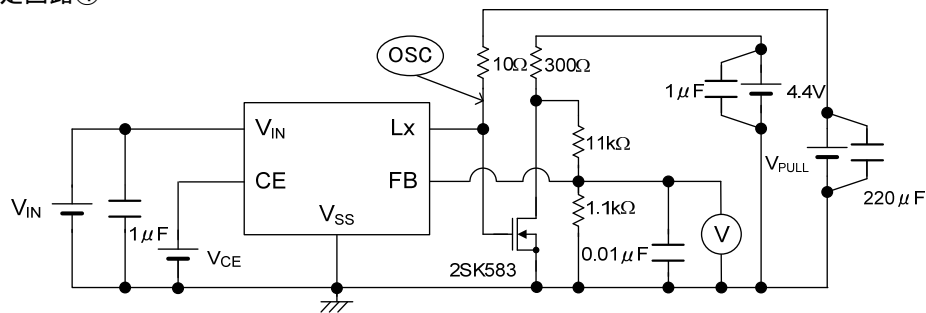 定回路④
OSC
10Ω
300Ω
1μF
4.4V
VIN
Lx
11kΩ
CE
FB
VPULL
VIN
VSS
1.1kΩ
220μF
1μF
VCE
2SK583
0.01μF
V